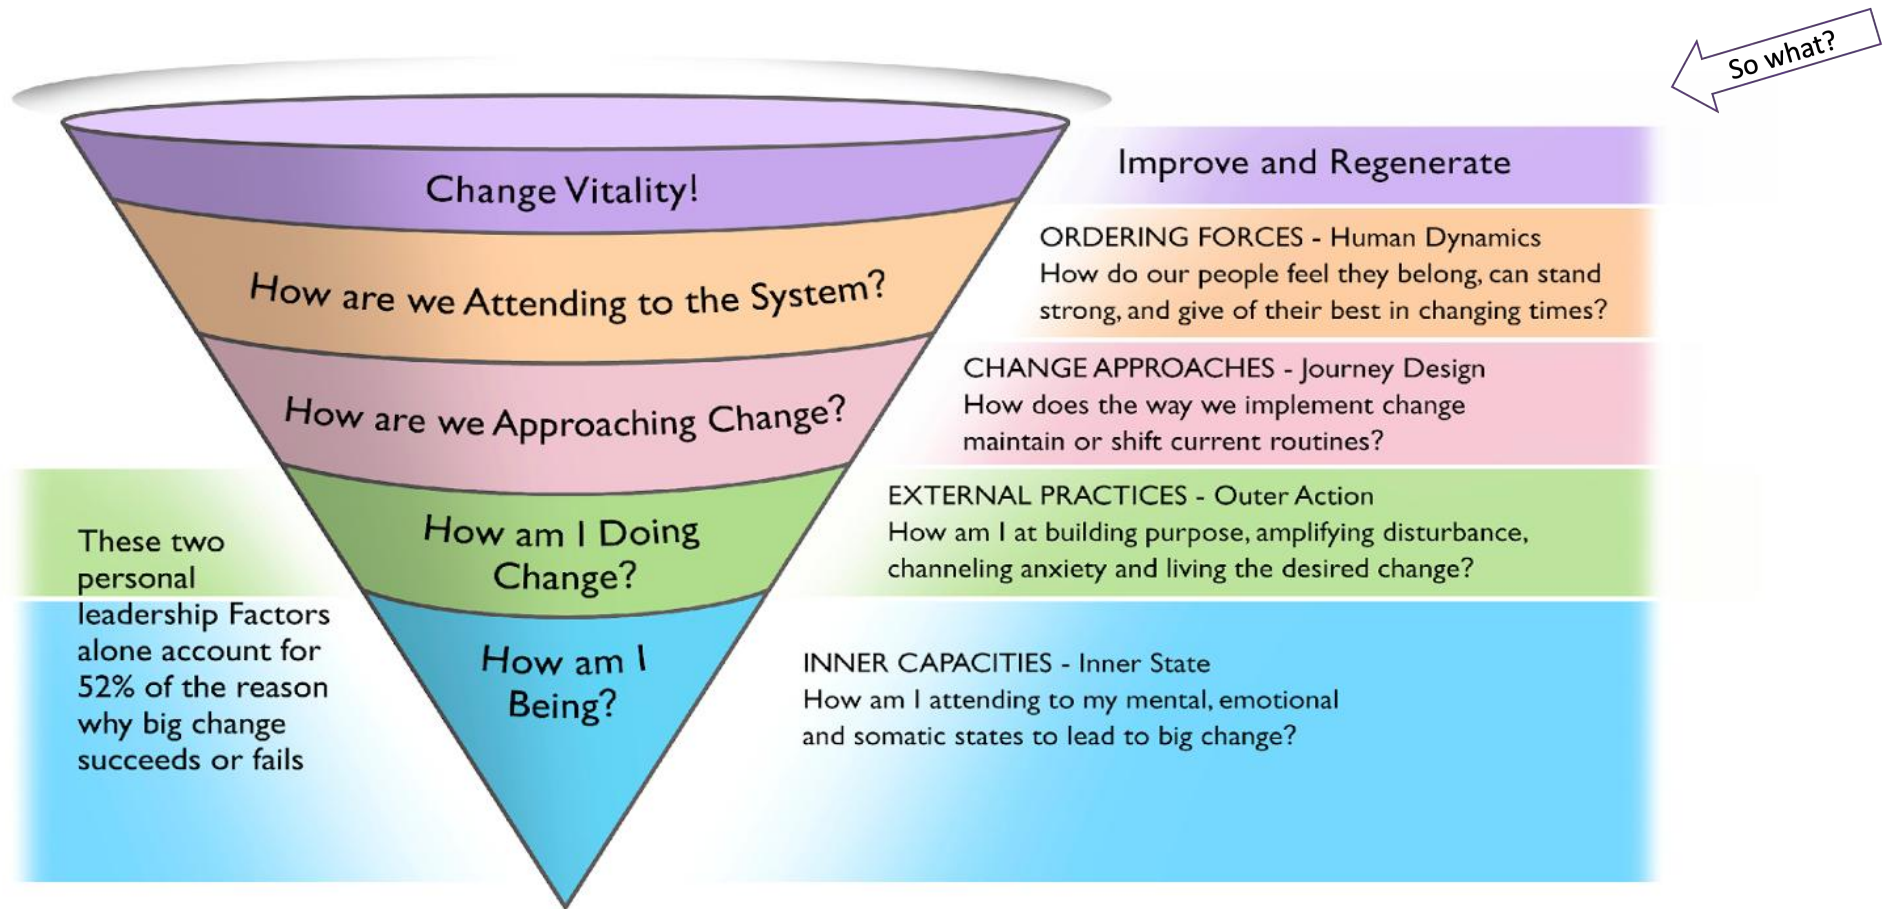 So what?
Change Vitality!
Improve and Regenerate
How are we Attending to the System?
ORDERING FORCES - Human Dynamics
How do our people feel they belong, can stand
strong, and give of their best in changing times?
How are we Approaching Change?
CHANGE APPROACHES - Journey Design
How does the way we implement change
maintain or shift current routines?
How am I Doing
Change?
EXTERNAL PRACTICES - Outer Action
How am I at building purpose, amplifying disturbance,
channeling anxiety and living the desired change?
These two
personal
leadership Factors
alone account for
52% of the reason
why big change
succeeds or fails
How am I
Being?
INNER CAPACITIES - Inner State
How am I attending to my mental, emotional
and somatic states to lead to big change?